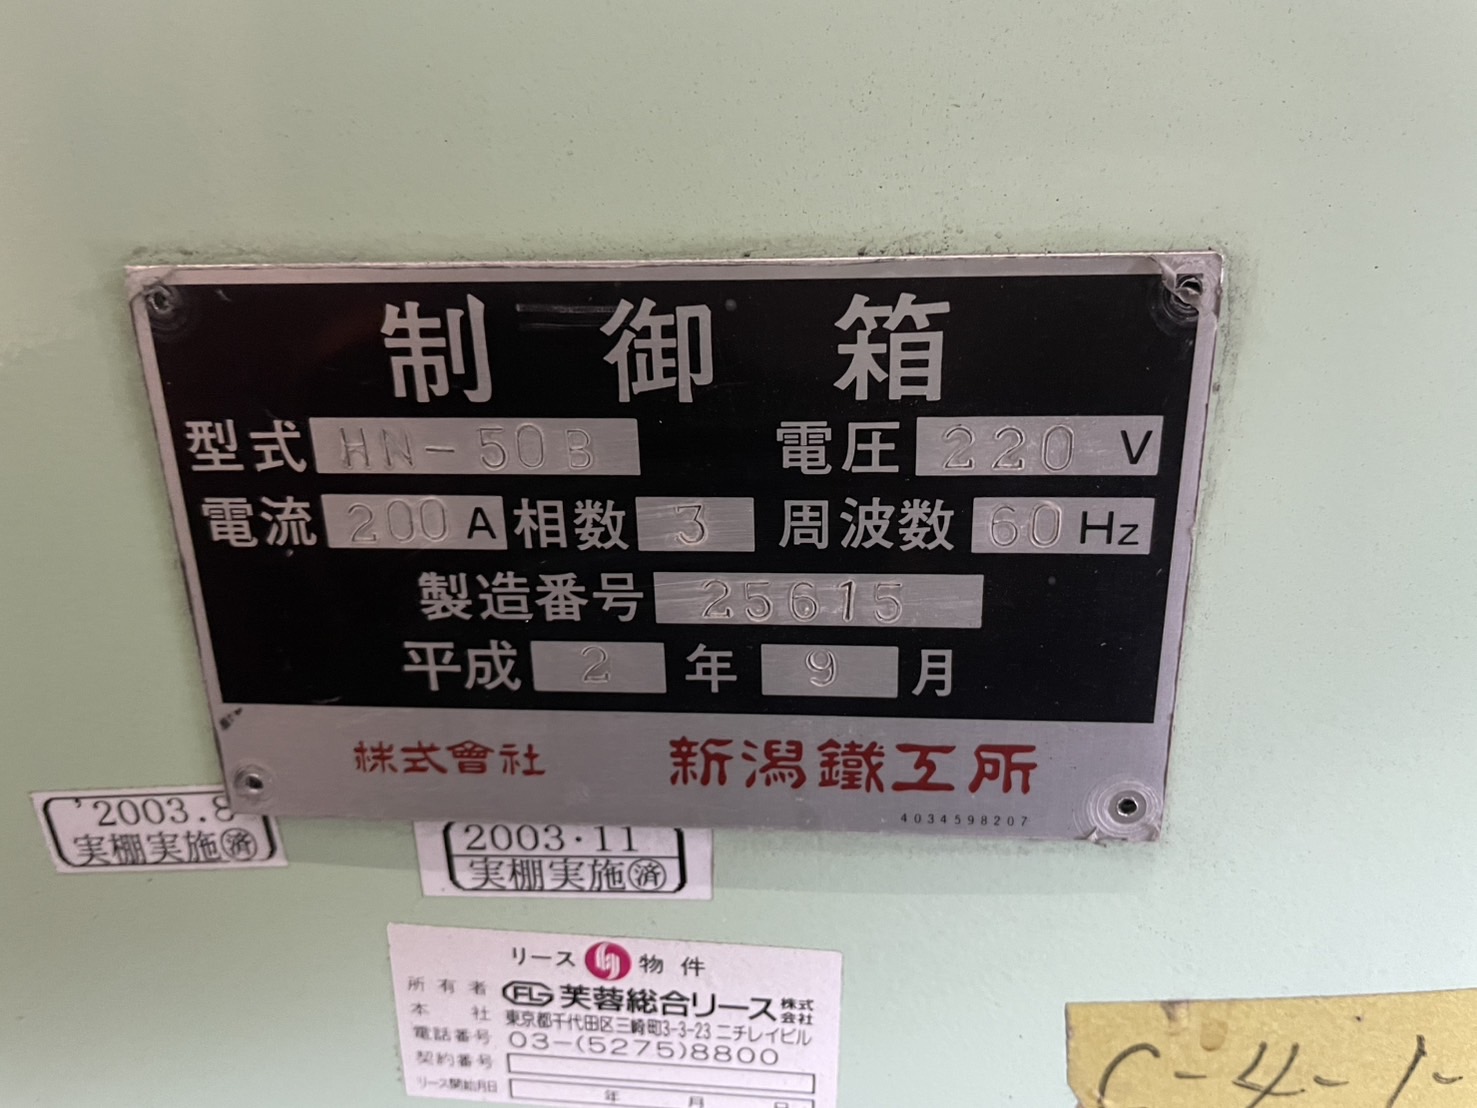 制御箱
型式 HN-50B 電圧 220 V
電流 200 A 相数 3 周波数 60 Hz
製造番号 25615
平成 2 年 9 月
株式會社 新潟鐵工所
4034598207
'2003.8
実棚実施済
2003・11
実棚実施済
リース 物件
所有者 FLG 芙蓉総合リース株式会社
本社 東京都千代田区三崎町3-3-23 ニチレイビル
電話番号 03-(5275)8800
契約番号
リース開始月日 年 月 日
C-4-1-